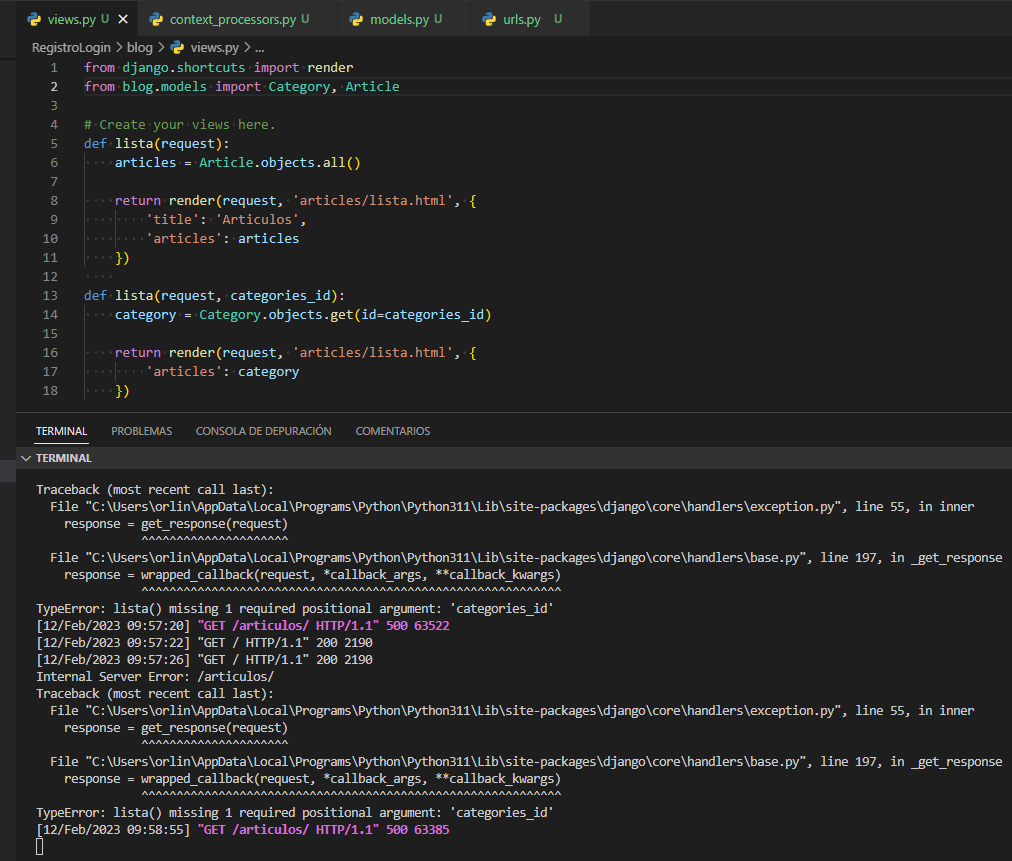 views.py U ✕ context_processors.py U models.py U urls.py U
RegistroLogin > blog > views.py > ...
1 from django.shortcuts import render
2 from blog.models import Category, Article
3
4 # Create your views here.
5 def lista(request):
6     articles = Article.objects.all()
7
8     return render(request, 'articles/lista.html', {
9         'title': 'Articulos',
10         'articles': articles
11     })
12
13 def lista(request, categories_id):
14     category = Category.objects.get(id=categories_id)
15
16     return render(request, 'articles/lista.html', {
17         'articles': category
18     })
TERMINAL PROBLEMAS CONSOLA DE DEPURACIÓN COMENTARIOS
TERMINAL
Traceback (most recent call last):
  File "C:\Users\orlin\AppData\Local\Programs\Python\Python311\Lib\site-packages\django\core\handlers\exception.py", line 55, in inner
    response = get_response(request)
               ^^^^^^^^^^^^^^^^^^^^^
  File "C:\Users\orlin\AppData\Local\Programs\Python\Python311\Lib\site-packages\django\core\handlers\base.py", line 197, in _get_response
    response = wrapped_callback(request, *callback_args, **callback_kwargs)
               ^^^^^^^^^^^^^^^^^^^^^^^^^^^^^^^^^^^^^^^^^^^^^^^^^^^^^^^^^^^^
TypeError: lista() missing 1 required positional argument: 'categories_id'
[12/Feb/2023 09:57:20] "GET /articulos/ HTTP/1.1" 500 63522
[12/Feb/2023 09:57:22] "GET / HTTP/1.1" 200 2190
[12/Feb/2023 09:57:26] "GET / HTTP/1.1" 200 2190
Internal Server Error: /articulos/
Traceback (most recent call last):
  File "C:\Users\orlin\AppData\Local\Programs\Python\Python311\Lib\site-packages\django\core\handlers\exception.py", line 55, in inner
    response = get_response(request)
               ^^^^^^^^^^^^^^^^^^^^^
  File "C:\Users\orlin\AppData\Local\Programs\Python\Python311\Lib\site-packages\django\core\handlers\base.py", line 197, in _get_response
    response = wrapped_callback(request, *callback_args, **callback_kwargs)
               ^^^^^^^^^^^^^^^^^^^^^^^^^^^^^^^^^^^^^^^^^^^^^^^^^^^^^^^^^^^^
TypeError: lista() missing 1 required positional argument: 'categories_id'
[12/Feb/2023 09:58:55] "GET /articulos/ HTTP/1.1" 500 63385